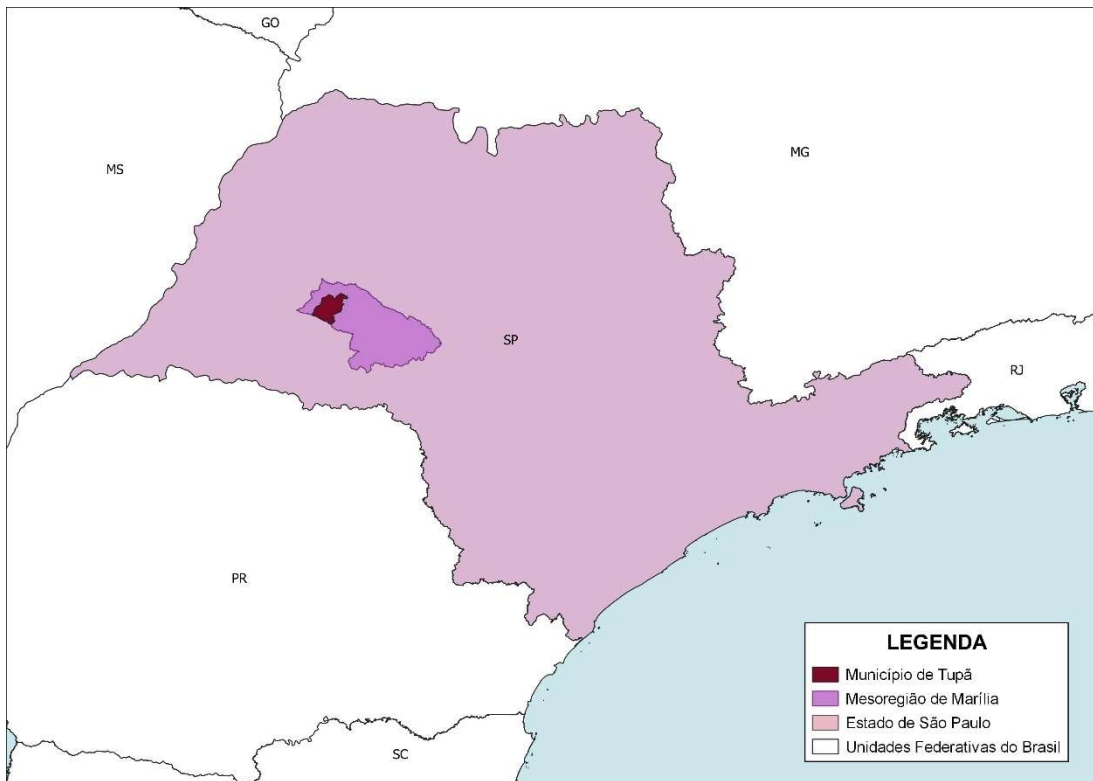 GO
MS
MG
SP
RJ
PR
SC
LEGENDA
Município de Tupã
Mesoregião de Marília
Estado de São Paulo
Unidades Federativas do Brasil